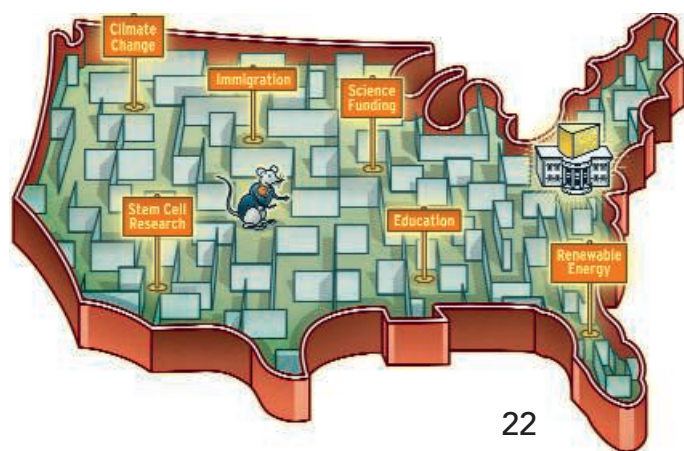 Climate
Change
Immigration
Science
Funding
Stem Cell
Research
Education
Renewable
Energy
22